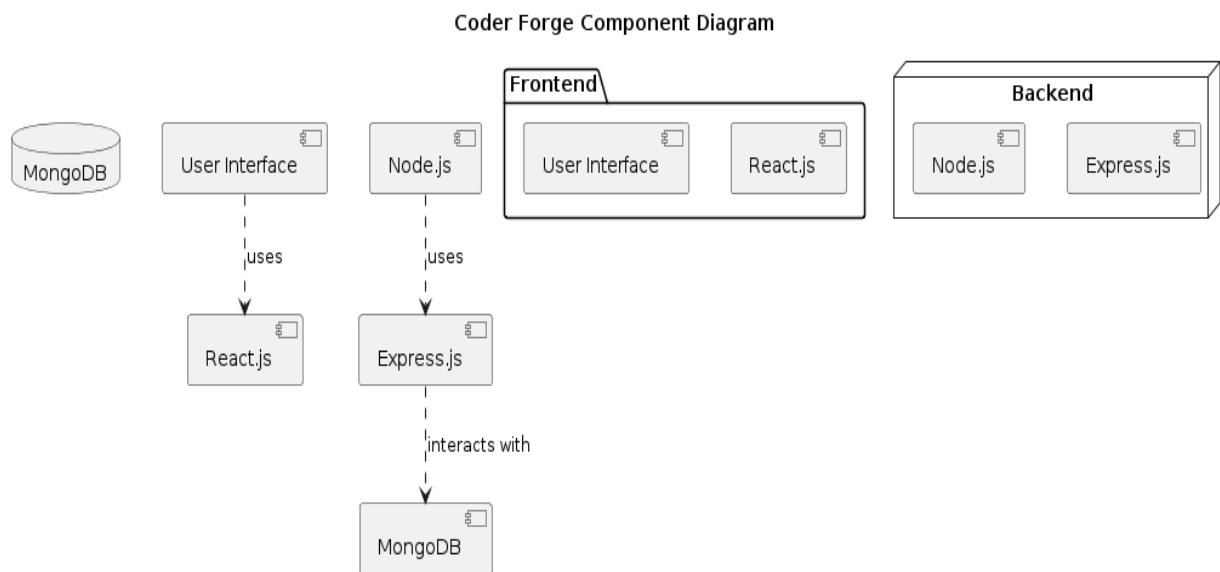 Coder Forge Component Diagram
Frontend
Backend
MongoDB
User Interface
Node.js
User Interface
React.js
Node.js
Express.js
uses
uses
React.js
Express.js
interacts with
MongoDB